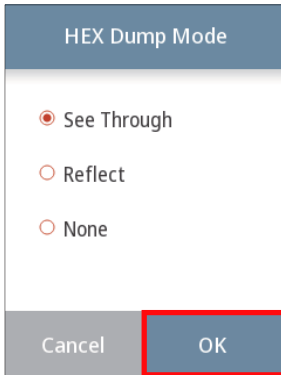 HEX Dump Mode
See Through
Reflect
None
Cancel OK